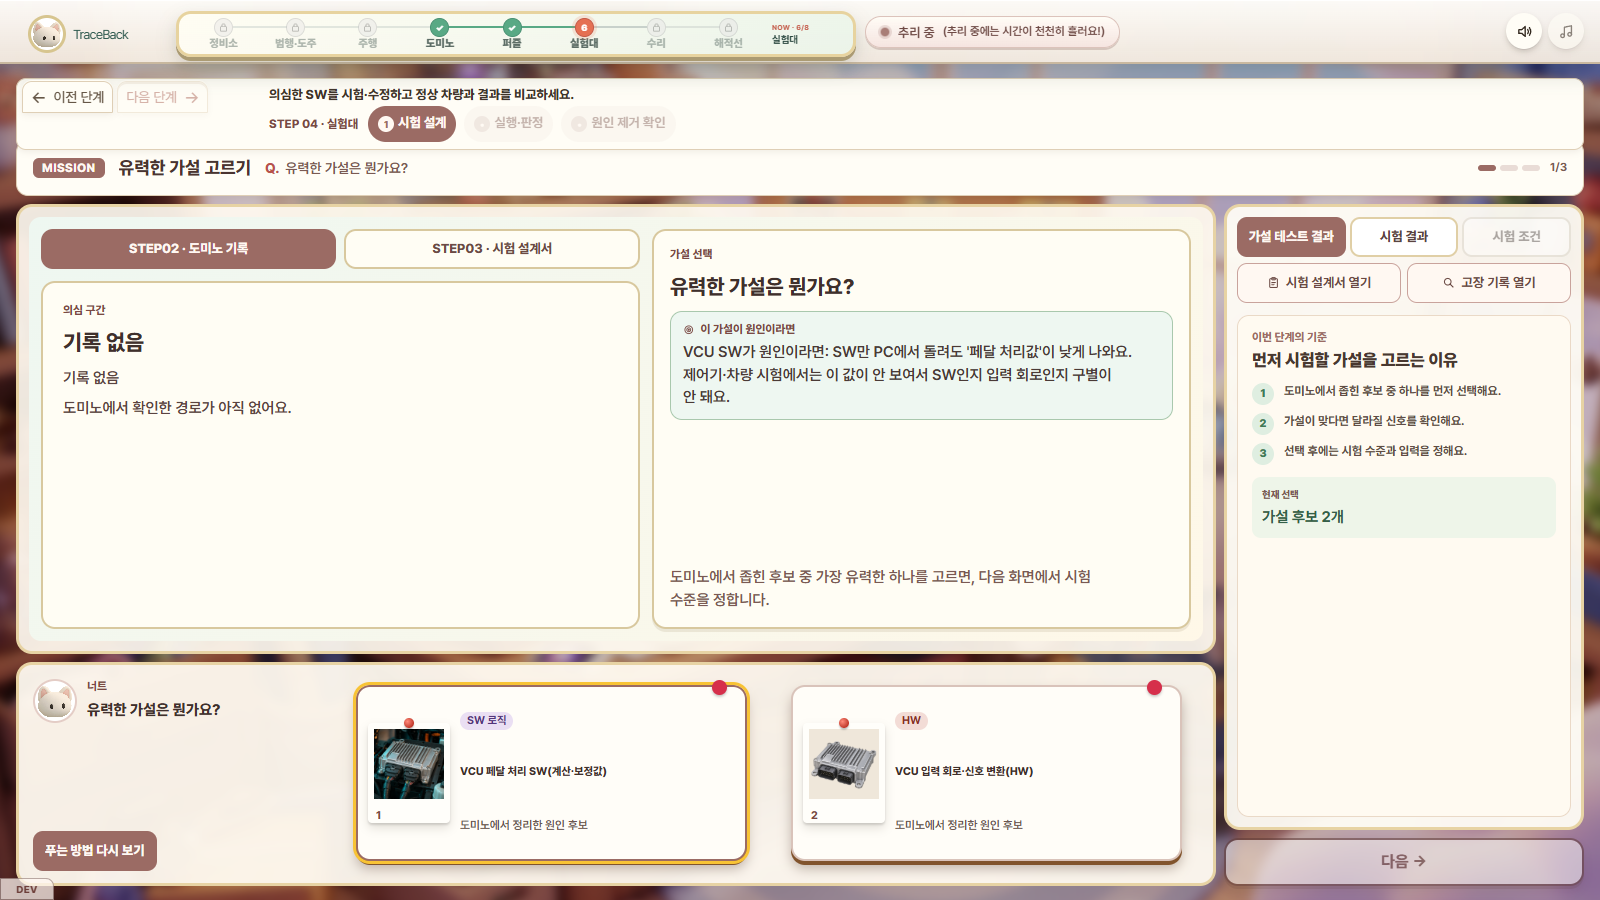 TraceBack
정비소
범행·도주
주행
도미노
퍼즐
6
실험대
수리
해적선
NOW · 6/8
실험대
추리 중 (추리 중에는 시간이 천천히 흘러요!)
← 이전 단계
다음 단계 →
의심한 SW를 시험·수정하고 정상 차량과 결과를 비교하세요.
STEP 04 · 실험대
1 시험 설계
실행·판정
원인 제거 확인
MISSION 유력한 가설 고르기 Q. 유력한 가설은 뭔가요?
1/3
STEP02 · 도미노 기록
STEP03 · 시험 설계서
의심 구간
기록 없음
기록 없음
도미노에서 확인한 경로가 아직 없어요.
가설 선택
유력한 가설은 뭔가요?
이 가설이 원인이라면
VCU SW가 원인이라면: SW만 PC에서 돌려도 '페달 처리값'이 낮게 나와요.
제어기·차량 시험에서는 이 값이 안 보여서 SW인지 입력 회로인지 구별이
안 돼요.
도미노에서 좁힌 후보 중 가장 유력한 하나를 고르면, 다음 화면에서 시험
수준을 정합니다.
가설 테스트 결과
시험 결과
시험 조건
시험 설계서 열기
고장 기록 열기
이번 단계의 기준
먼저 시험할 가설을 고르는 이유
1 도미노에서 좁힌 후보 중 하나를 먼저 선택해요.
2 가설이 맞다면 달라질 신호를 확인해요.
3 선택 후에는 시험 수준과 입력을 정해요.
현재 선택
가설 후보 2개
너트
유력한 가설은 뭔가요?
푸는 방법 다시 보기
SW 로직
VCU 페달 처리 SW(계산·보정값)
1
도미노에서 정리한 원인 후보
HW
VCU 입력 회로·신호 변환(HW)
2
도미노에서 정리한 원인 후보
다음 →
DEV